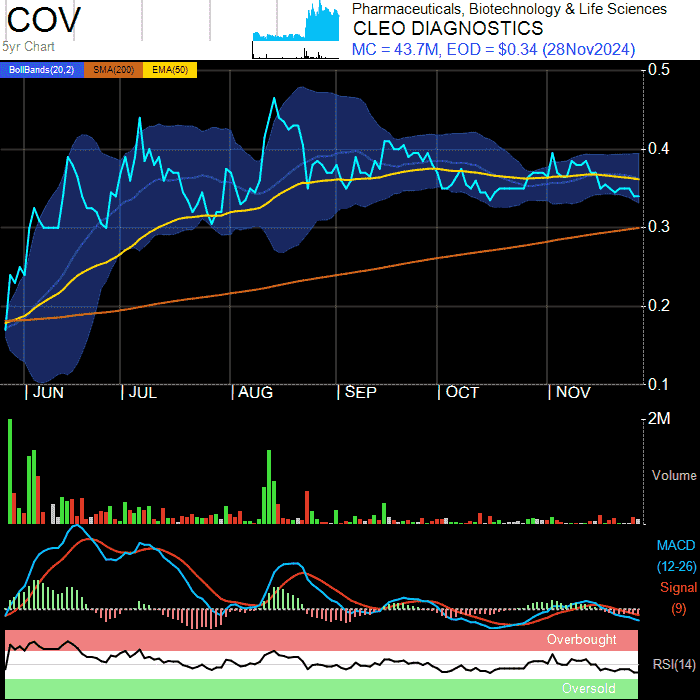 COV
5yr Chart
Pharmaceuticals, Biotechnology & Life Sciences
CLEO DIAGNOSTICS
MC = 43.7M, EOD = $0.34 (28Nov2024)
BollBands(20,2) SMA(200) EMA(50)
0.5
0.4
0.3
0.2
0.1
JUN JUL AUG SEP OCT NOV
2M
Volume
MACD
(12-26)
Signal
(9)
Overbought
RSI(14)
Oversold